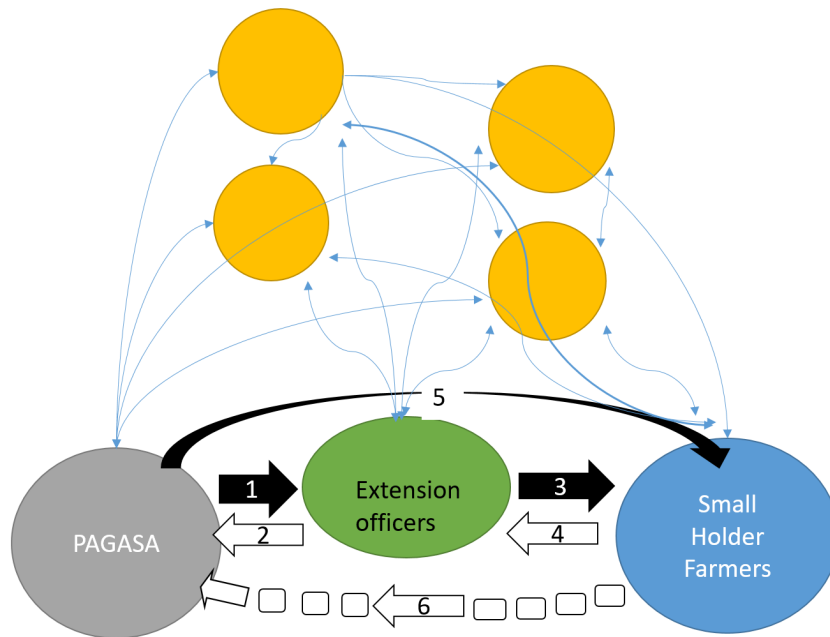 5
1
3
Extension
officers
Small
Holder
Farmers
PAGASA
2
4
6